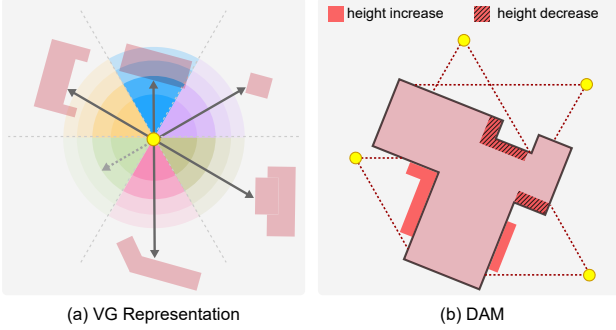 height increase
height decrease
(a) VG Representation
(b) DAM